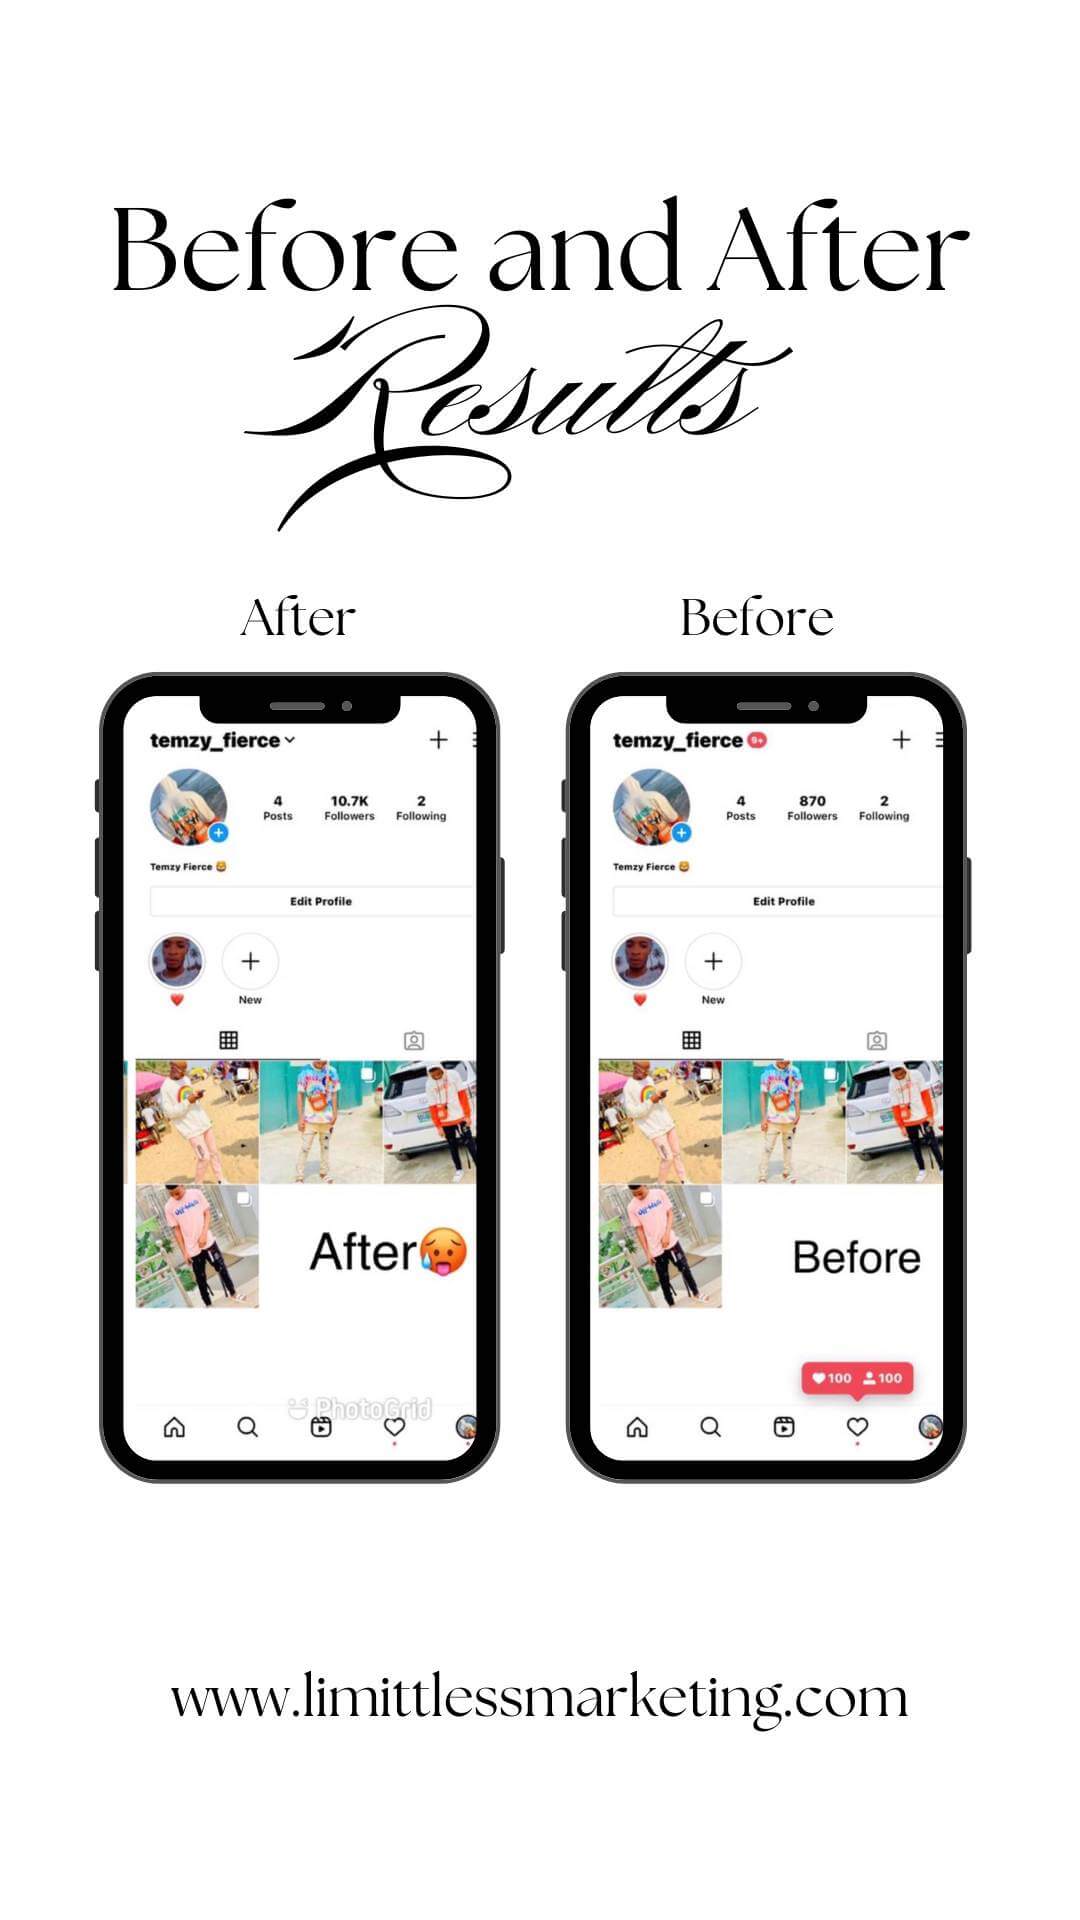 Before and After
Results
After
Before
temzy_fierce
4
10.7K
2
Posts
Followers
Following
Temzy Fierce 😆
Edit Profile
❤️
New
After🥵
PhotoGrid
temzy_fierce 9+
4
870
2
Posts
Followers
Following
Temzy Fierce 😆
Edit Profile
❤️
New
Before
100 100
www.limittlessmarketing.com